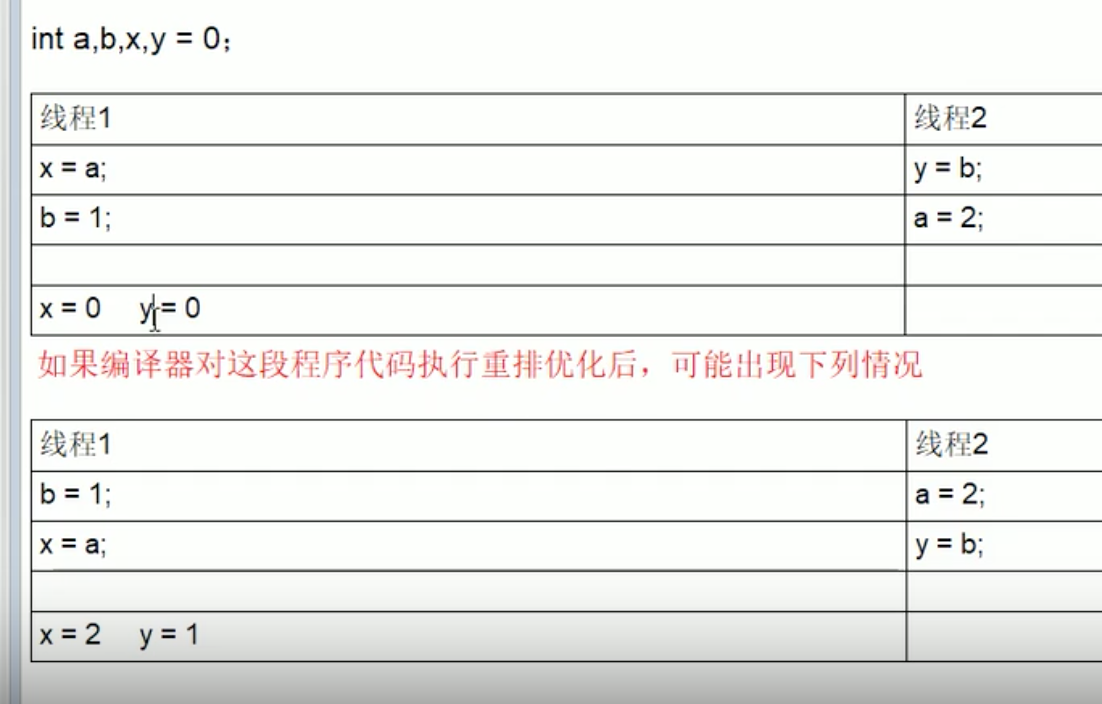 int a,b,x,y = 0；
线程1 线程2
x = a; y = b;
b = 1; a = 2;
x = 0 y = 0
如果编译器对这段程序代码执行重排优化后，可能出现下列情况
线程1 线程2
b = 1; a = 2;
x = a; y = b;
x = 2 y = 1